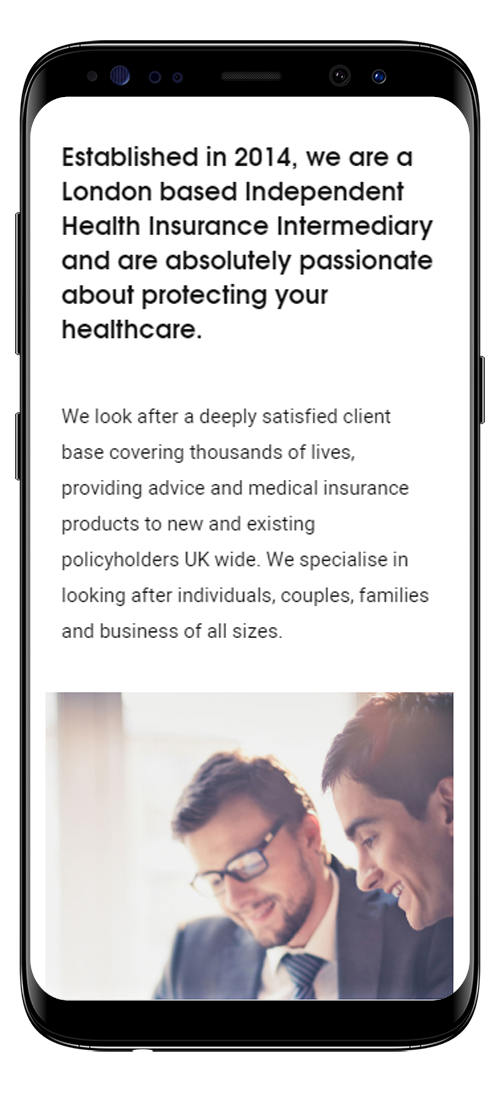 Established in 2014, we are a
London based Independent
Health Insurance Intermediary
and are absolutely passionate
about protecting your
healthcare.
We look after a deeply satisfied client
base covering thousands of lives,
providing advice and medical insurance
products to new and existing
policyholders UK wide. We specialise in
looking after individuals, couples, families
and business of all sizes.